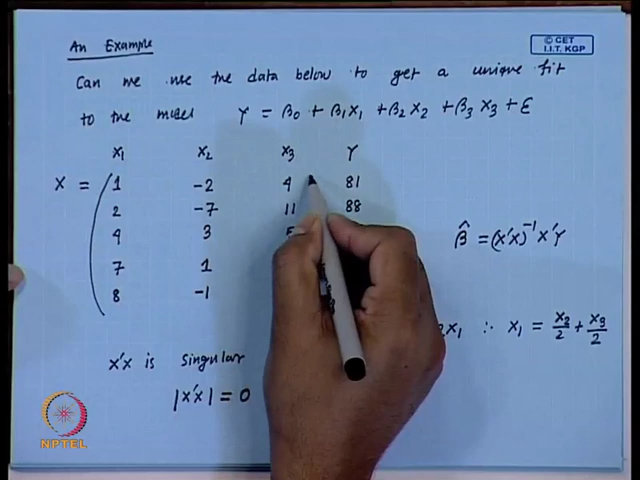 An Example
© CET
I.I.T. KGP
Can we use the data below to get a unique fit
to the model Y = β₀ + β₁X₁ + β₂X₂ + β₃X₃ + ε
X₁ X₂ X₃ Y
X = 1 -2 4 81
2 -7 11 88
4 3
7 1
8 -1
β̂ = (X'X)⁻¹ X'Y
X₁ ∴ X₁ = X₂/2 + X₃/2
X'X is singular
|X'X| = 0
NPTEL